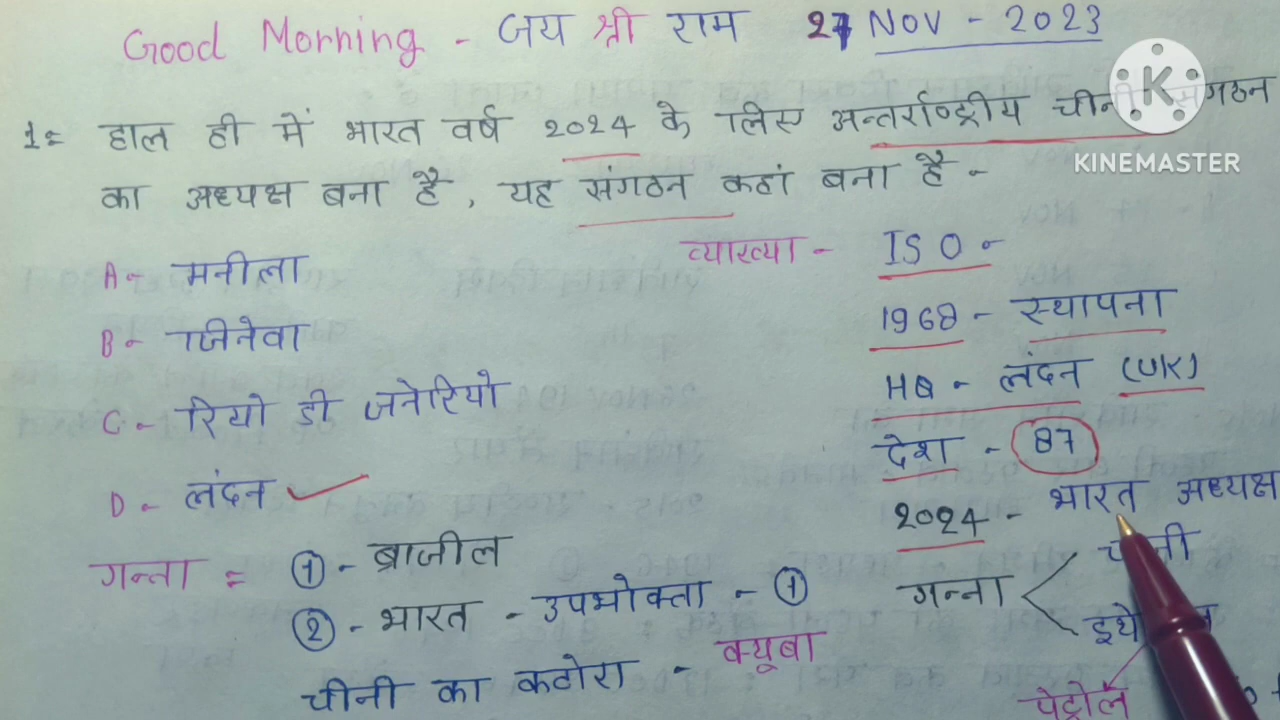 Good Morning - जय श्री राम 27 Nov - 2023
1:- हाल ही में भारत वर्ष 2024 के लिए अन्तर्राष्ट्रीय चीनी संगठन
का अध्यक्ष बना है, यह संगठन कहां बना है -
KINEMASTER
A- मनीला
B- जिनेवा
C- रियो डी जनेरियो
D- लंदन
व्याख्या - ISO -
1968 - स्थापना
HQ - लंदन (UK)
देश - 87
2024 - भारत अध्यक्ष
गन्ना = ① - ब्राजील
② - भारत - उपभोक्ता - ①
चीनी का कटोरा - क्यूबा
गन्ना
चीनी
पेट्रोल